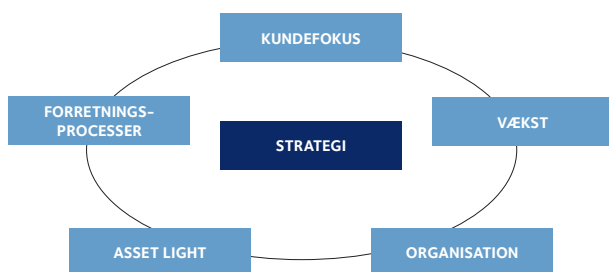 KUNDEFOKUS
FORRETNINGS-
PROCESSER
VÆKST
STRATEGI
ASSET LIGHT
ORGANISATION